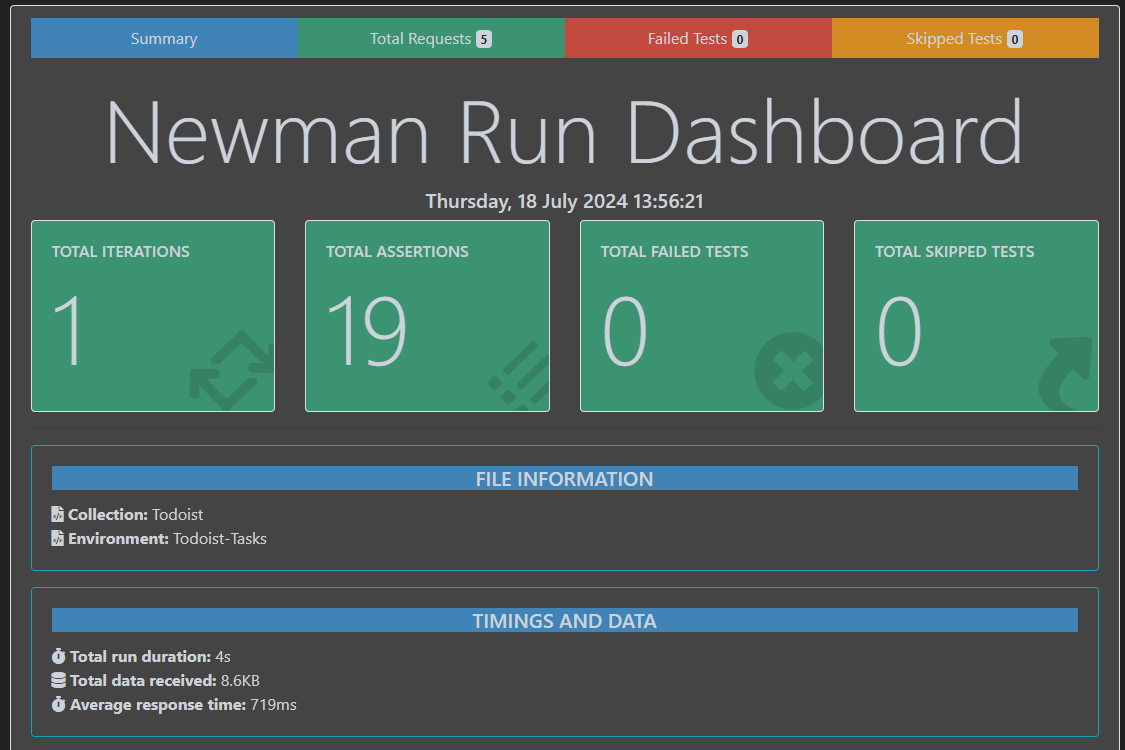 Summary Total Requests 5 Failed Tests 0 Skipped Tests 0
Newman Run Dashboard
Thursday, 18 July 2024 13:56:21
TOTAL ITERATIONS
1
TOTAL ASSERTIONS
19
TOTAL FAILED TESTS
0
TOTAL SKIPPED TESTS
0
FILE INFORMATION
Collection: Todoist
Environment: Todoist-Tasks
TIMINGS AND DATA
Total run duration: 4s
Total data received: 8.6KB
Average response time: 719ms